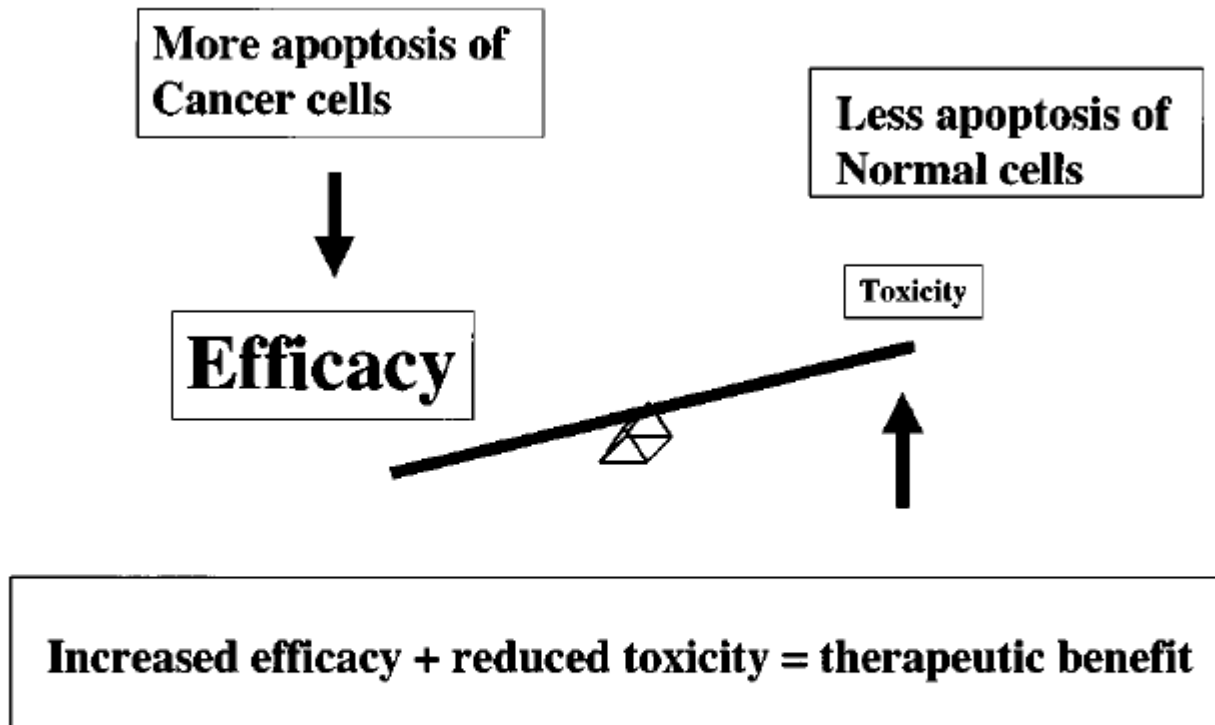 More apoptosis of
Cancer cells
Less apoptosis of
Normal cells
Toxicity
Efficacy
Increased efficacy + reduced toxicity = therapeutic benefit